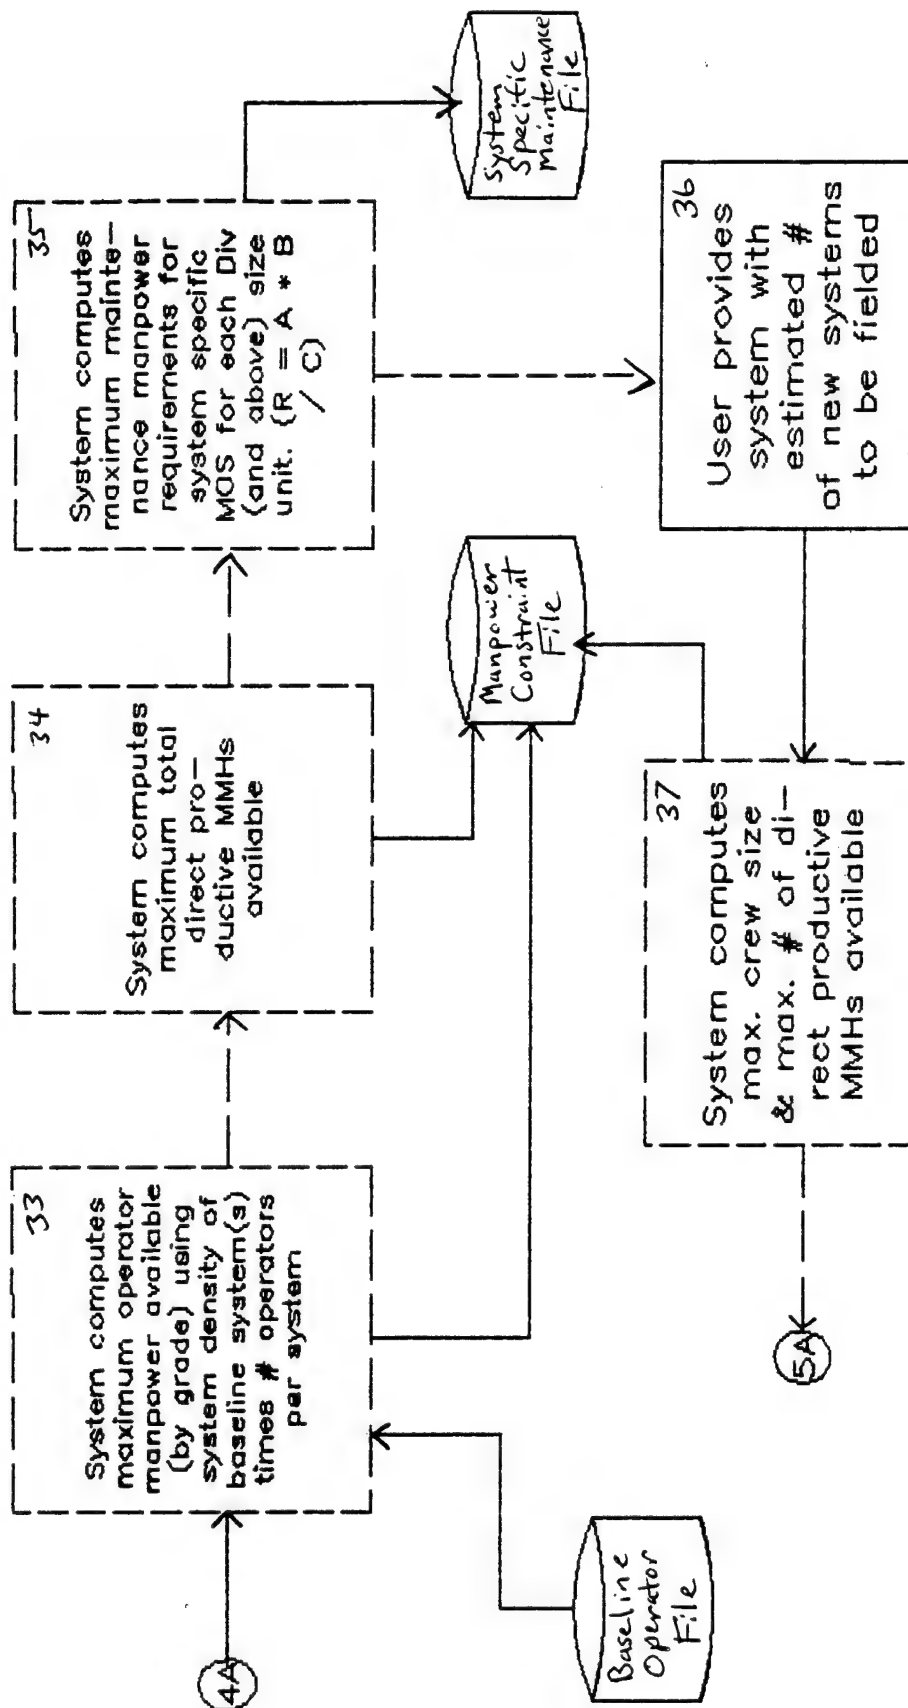 4A
33
System computes
maximum operator
manpower available
(by grade) using
system density of
baseline system(s)
times # operators
per system
34
System computes
maximum total
direct pro-
ductive MMHs
available
35
System computes
maximum mainte-
nance manpower
requirements for
system specific
MOS for each Div
(and above) size
unit. (R = A * B
/ C)
Baseline
Operator
File
Manpower
Constraint
File
System
Specific
Maintenance
File
36
User provides
system with
estimated #
of new systems
to be fielded
37
System computes
max. crew size
& max. # of di-
rect productive
MMHs available
5A